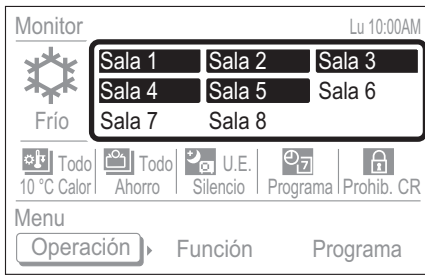 Monitor Lu 10:00AM
Sala 1 Sala 2 Sala 3
Sala 4 Sala 5 Sala 6
Frío Sala 7 Sala 8
Todo Todo U.E. 7
10 °C Calor Ahorro Silencio Programa Prohib. CR
Menu
Operación Función Programa